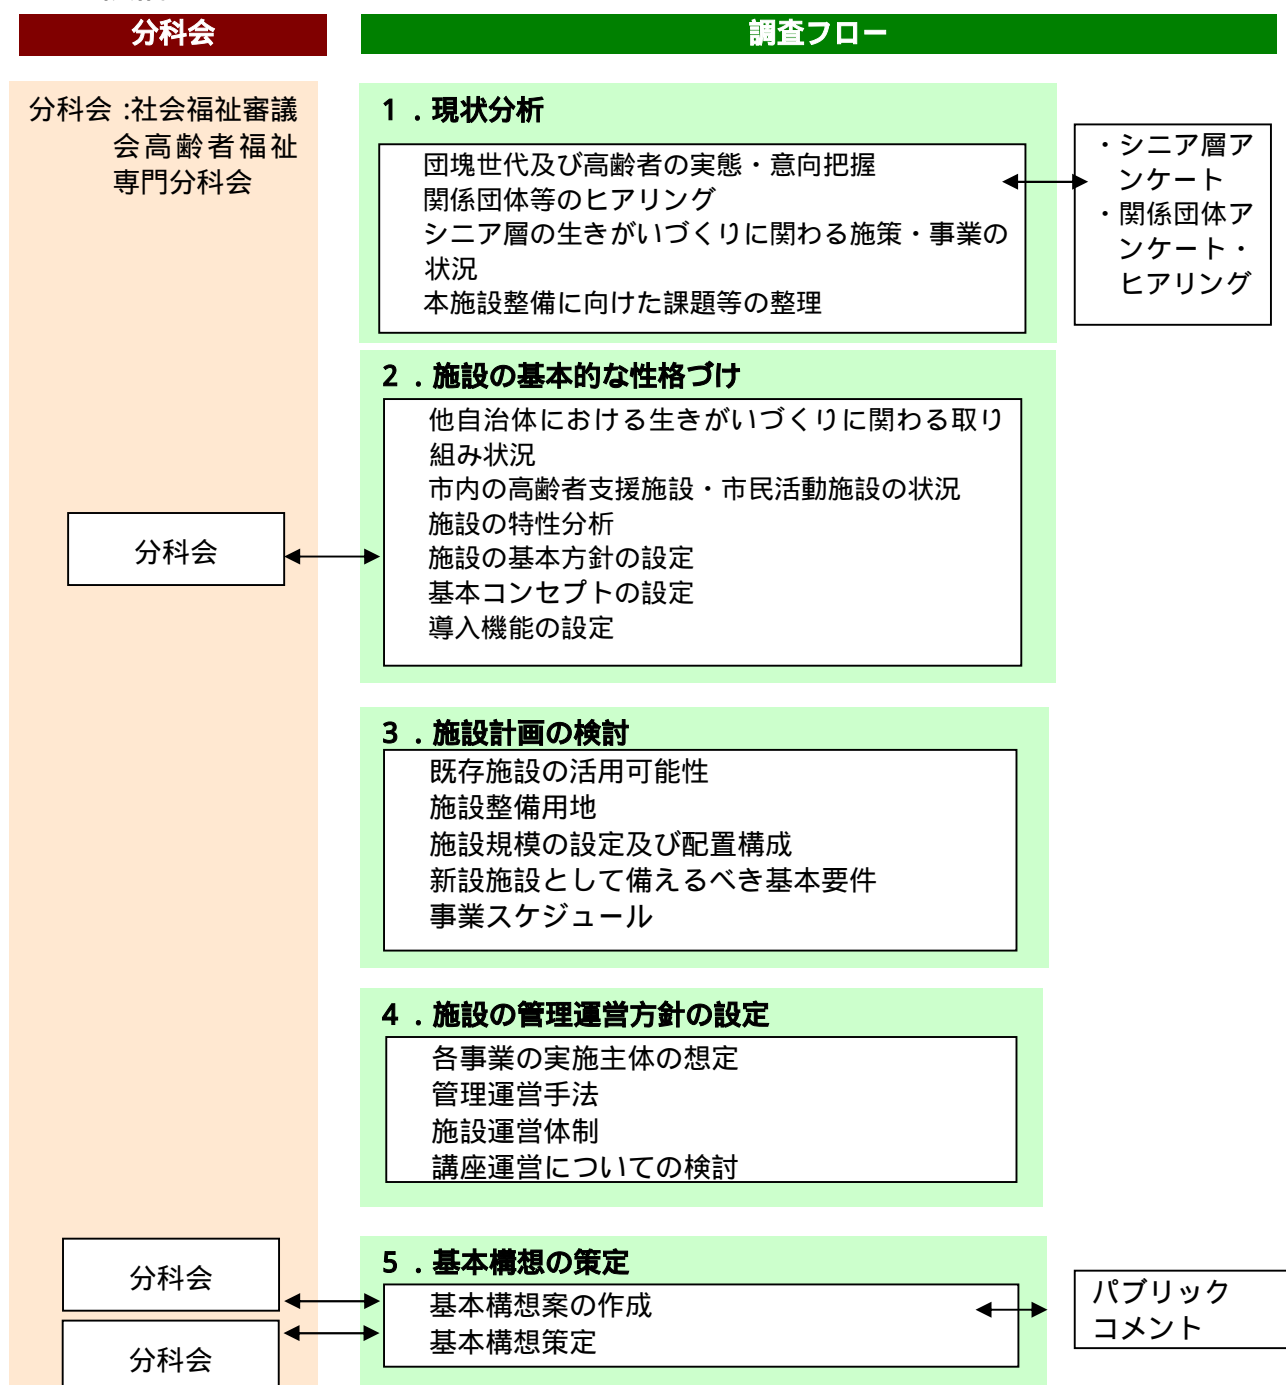 分科会
調査フロー
分科会:社会福祉審議
会高齢者福祉
専門分科会
1．現状分析
団塊世代及び高齢者の実態・意向把握
関係団体等のヒアリング
シニア層の生きがいづくりに関わる施策・事業の
状況
本施設整備に向けた課題等の整理
・シニア層ア
ンケート
・関係団体ア
ンケート・
ヒアリング
2．施設の基本的な性格づけ
他自治体における生きがいづくりに関わる取り
組み状況
市内の高齢者支援施設・市民活動施設の状況
施設の特性分析
施設の基本方針の設定
基本コンセプトの設定
導入機能の設定
分科会
3．施設計画の検討
既存施設の活用可能性
施設整備用地
施設規模の設定及び配置構成
新設施設として備えるべき基本要件
事業スケジュール
4．施設の管理運営方針の設定
各事業の実施主体の想定
管理運営手法
施設運営体制
講座運営についての検討
分科会
5．基本構想の策定
基本構想案の作成
基本構想策定
パブリック
コメント
分科会